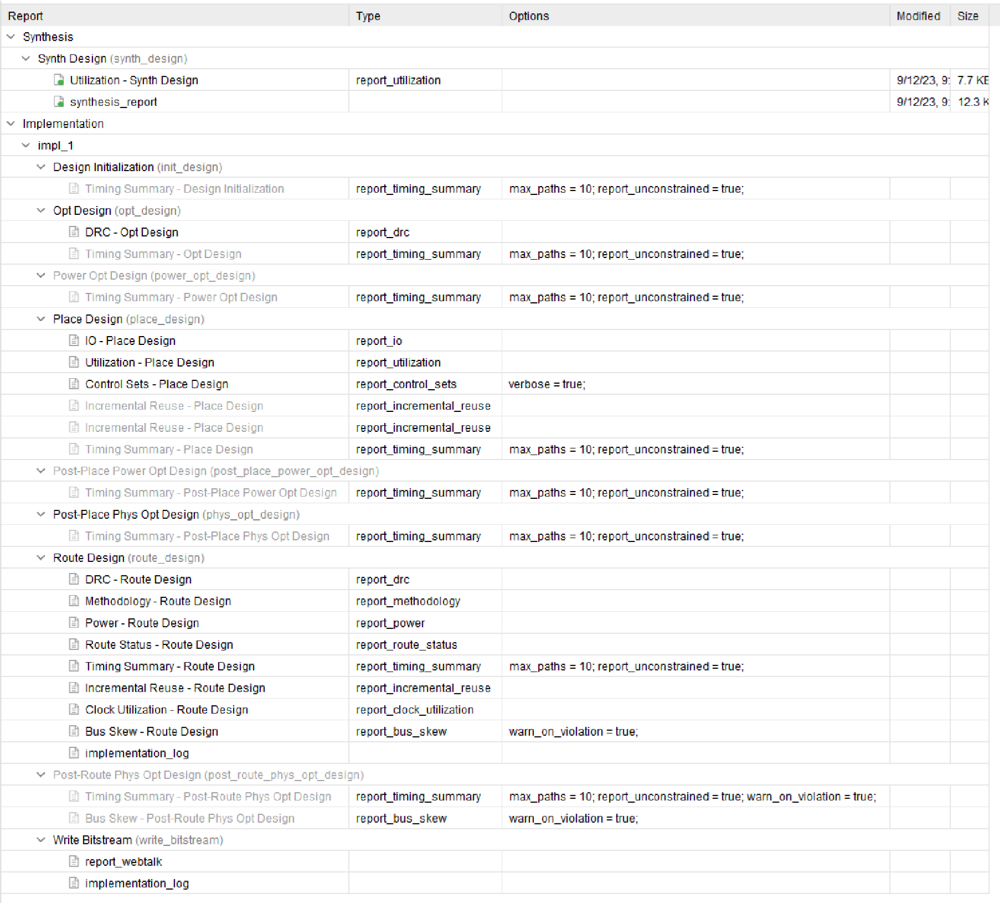 Report Type Options Modified Size
Synthesis
Synth Design (synth_design)
Utilization - Synth Design report_utilization 9/12/23, 9: 7.7 KE
synthesis_report 9/12/23, 9: 12.3 K
Implementation
impl_1
Design Initialization (init_design)
Timing Summary - Design Initialization report_timing_summary max_paths = 10; report_unconstrained = true;
Opt Design (opt_design)
DRC - Opt Design report_drc
Timing Summary - Opt Design report_timing_summary max_paths = 10; report_unconstrained = true;
Power Opt Design (power_opt_design)
Timing Summary - Power Opt Design report_timing_summary max_paths = 10; report_unconstrained = true;
Place Design (place_design)
IO - Place Design report_io
Utilization - Place Design report_utilization
Control Sets - Place Design report_control_sets verbose = true;
Incremental Reuse - Place Design report_incremental_reuse
Incremental Reuse - Place Design report_incremental_reuse
Timing Summary - Place Design report_timing_summary max_paths = 10; report_unconstrained = true;
Post-Place Power Opt Design (post_place_power_opt_design)
Timing Summary - Post-Place Power Opt Design report_timing_summary max_paths = 10; report_unconstrained = true;
Post-Place Phys Opt Design (phys_opt_design)
Timing Summary - Post-Place Phys Opt Design report_timing_summary max_paths = 10; report_unconstrained = true;
Route Design (route_design)
DRC - Route Design report_drc
Methodology - Route Design report_methodology
Power - Route Design report_power
Route Status - Route Design report_route_status
Timing Summary - Route Design report_timing_summary max_paths = 10; report_unconstrained = true;
Incremental Reuse - Route Design report_incremental_reuse
Clock Utilization - Route Design report_clock_utilization
Bus Skew - Route Design report_bus_skew warn_on_violation = true;
implementation_log
Post-Route Phys Opt Design (post_route_phys_opt_design)
Timing Summary - Post-Route Phys Opt Design report_timing_summary max_paths = 10; report_unconstrained = true; warn_on_violation = true;
Bus Skew - Post-Route Phys Opt Design report_bus_skew warn_on_violation = true;
Write Bitstream (write_bitstream)
report_webtalk
implementation_log